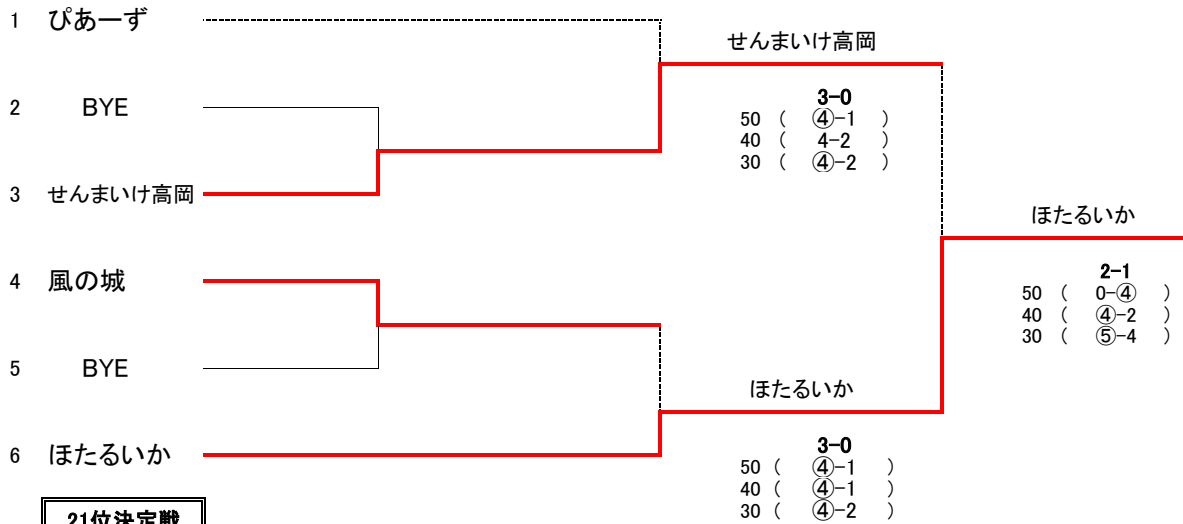 1 ぴあーず
せんまいけ高岡
2 BYE
3-0
50 ( ④-1 )
40 ( 4-2 )
30 ( ④-2 )
3 せんまいけ高岡
ほたるいか
4 風の城
2-1
50 ( 0-④ )
40 ( ④-2 )
30 ( ⑤-4 )
5 BYE
ほたるいか
6 ほたるいか
3-0
50 ( ④-1 )
40 ( ④-1 )
30 ( ④-2 )
21位決定戦